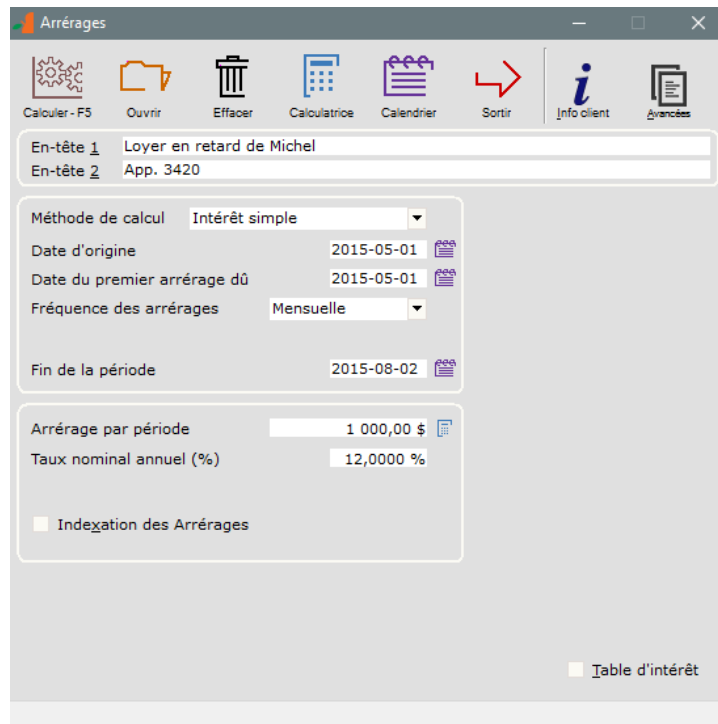 Arrérages
Calculer - F5 Ouvrir Effacer Calculatrice Calendrier Sortir Info client Avancées
En-tête 1 Loyer en retard de Michel
En-tête 2 App. 3420
Méthode de calcul Intérêt simple
Date d'origine 2015-05-01
Date du premier arrérage dû 2015-05-01
Fréquence des arrérages Mensuelle
Fin de la période 2015-08-02
Arrérage par période 1 000,00 $
Taux nominal annuel (%) 12,0000 %
Indexation des Arrérages
Table d'intérêt